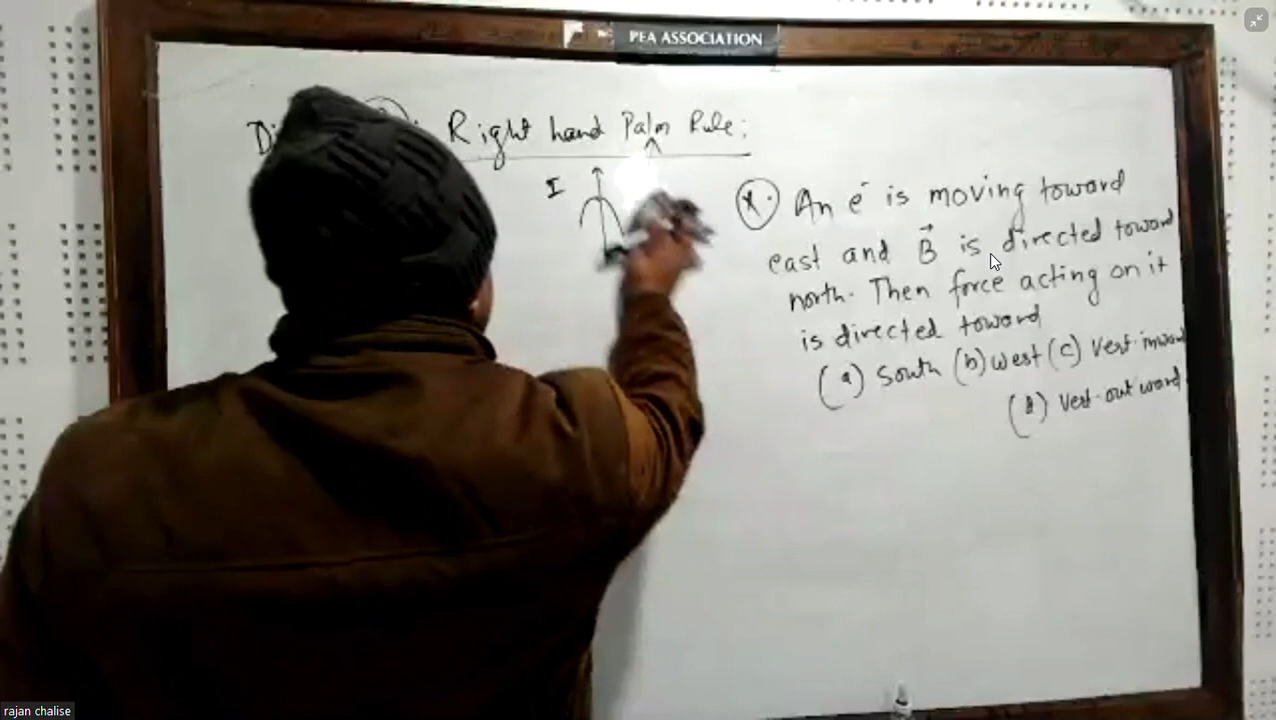 PEA ASSOCIATION
Right hand Palm Rule:
I
An e⁻ is moving toward
east and B⃗ is directed toward
north. Then force acting on it
is directed toward
(a) South (b) west (c) Vert. inward
(d) Vert. outward
rajan chalise